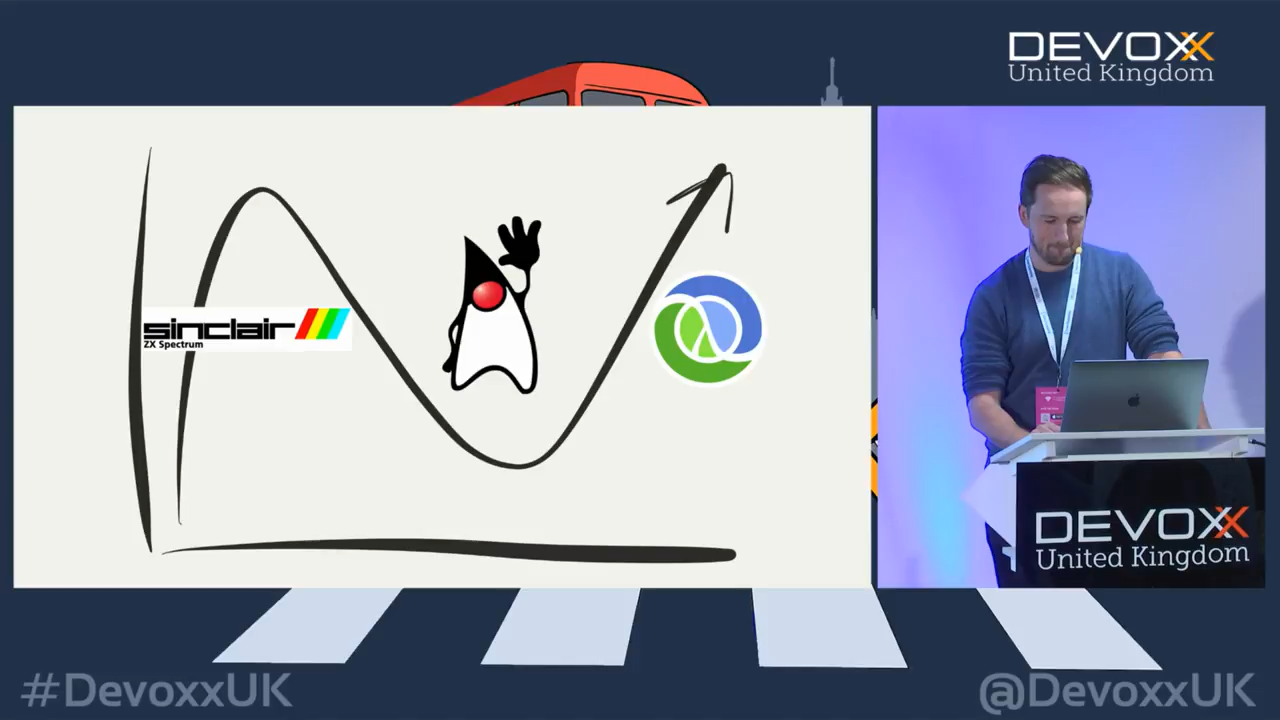 DEVOXX
United Kingdom
sinclair
ZX Spectrum
DEVOXX
United Kingdom
#DevoxxUK
@DevoxxUK